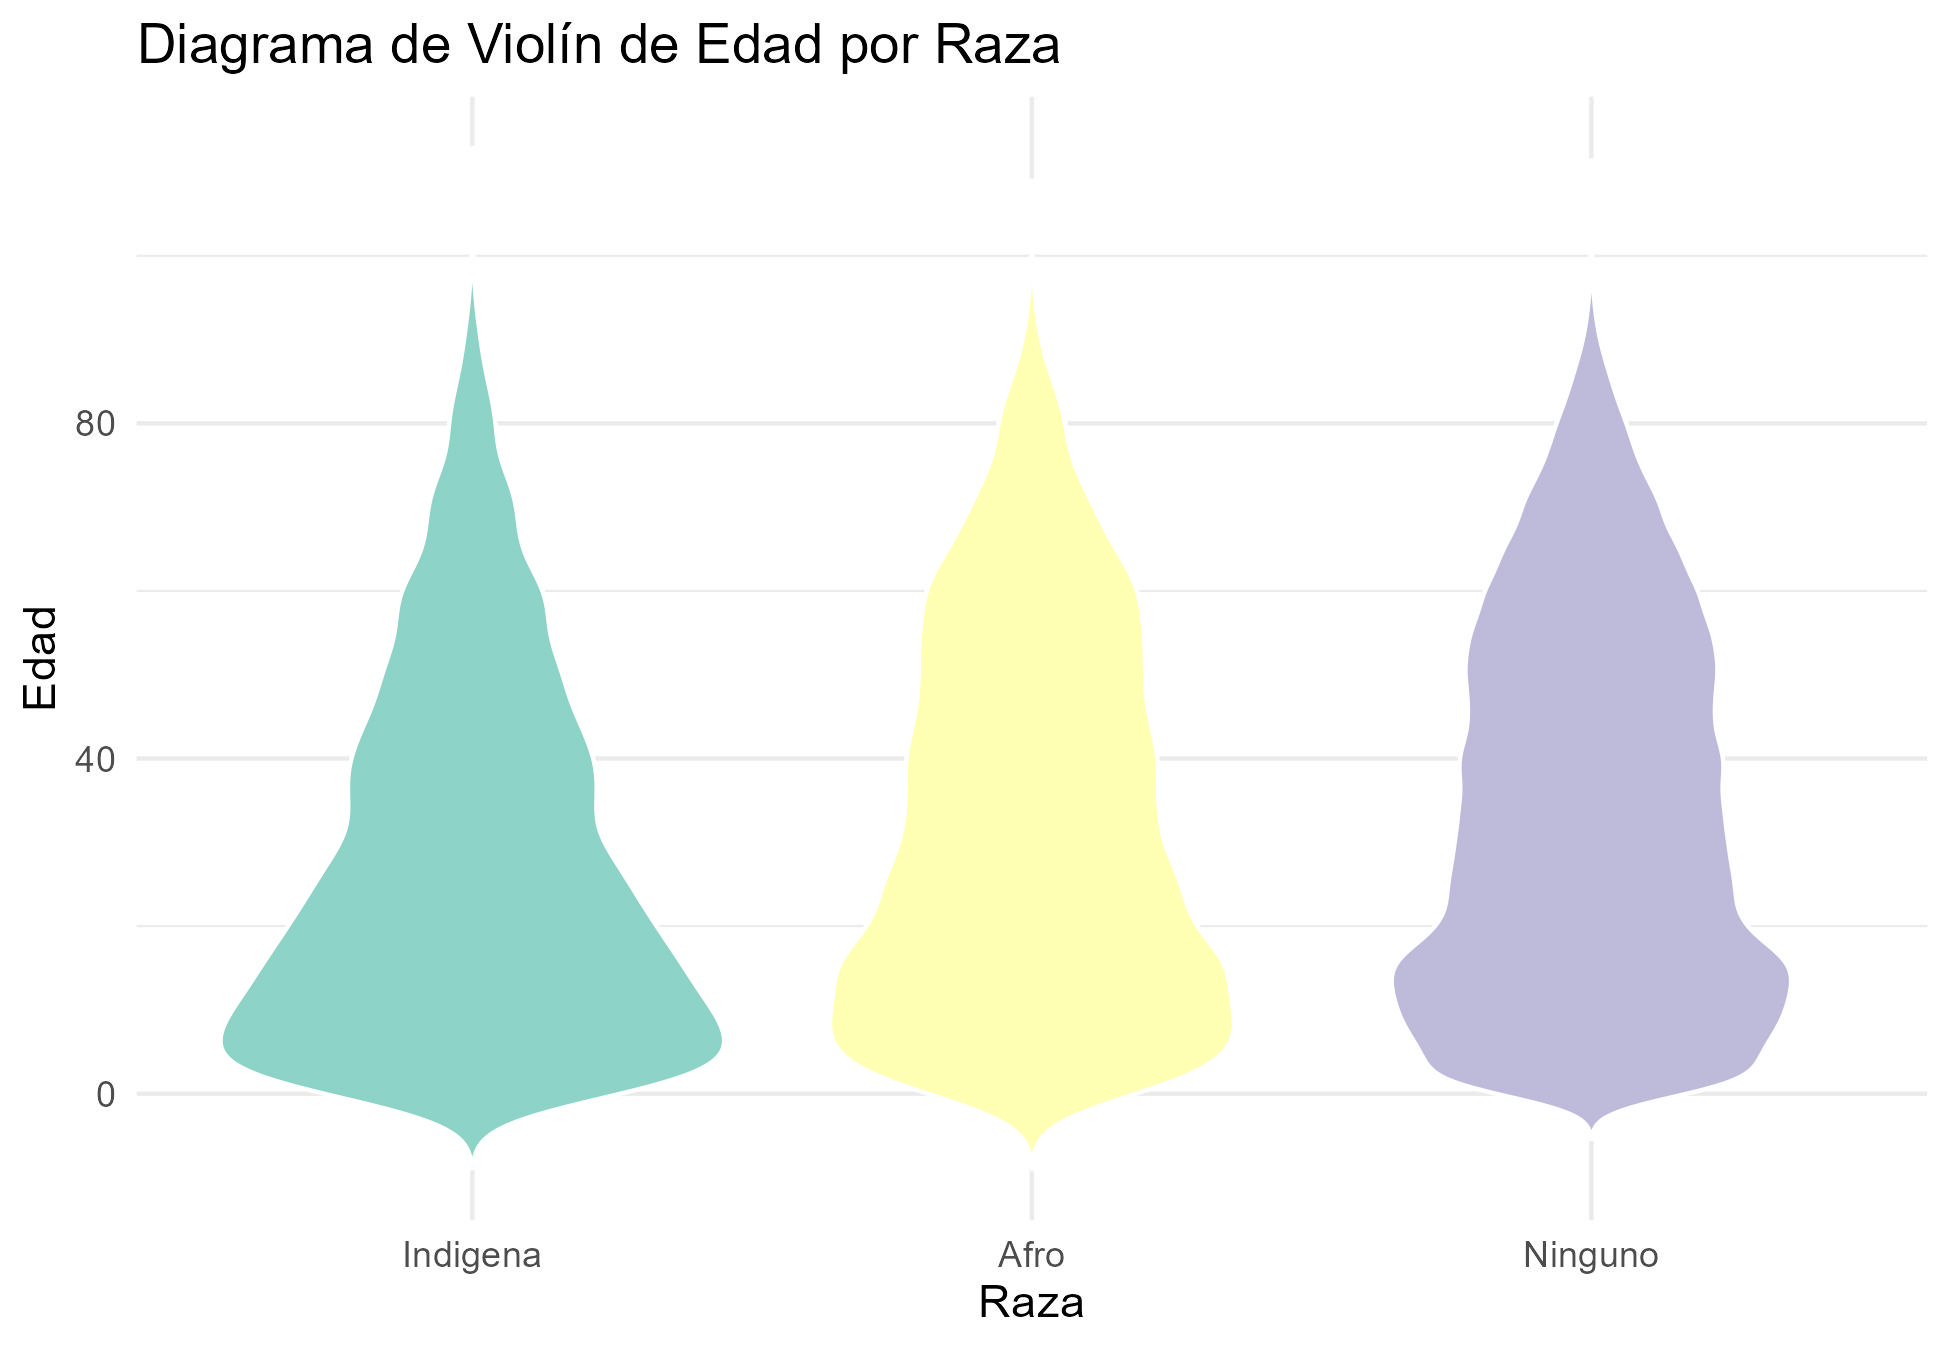 Diagrama de Violín de Edad por Raza
Edad
80
40
0
Indigena
Afro
Ninguno
Raza